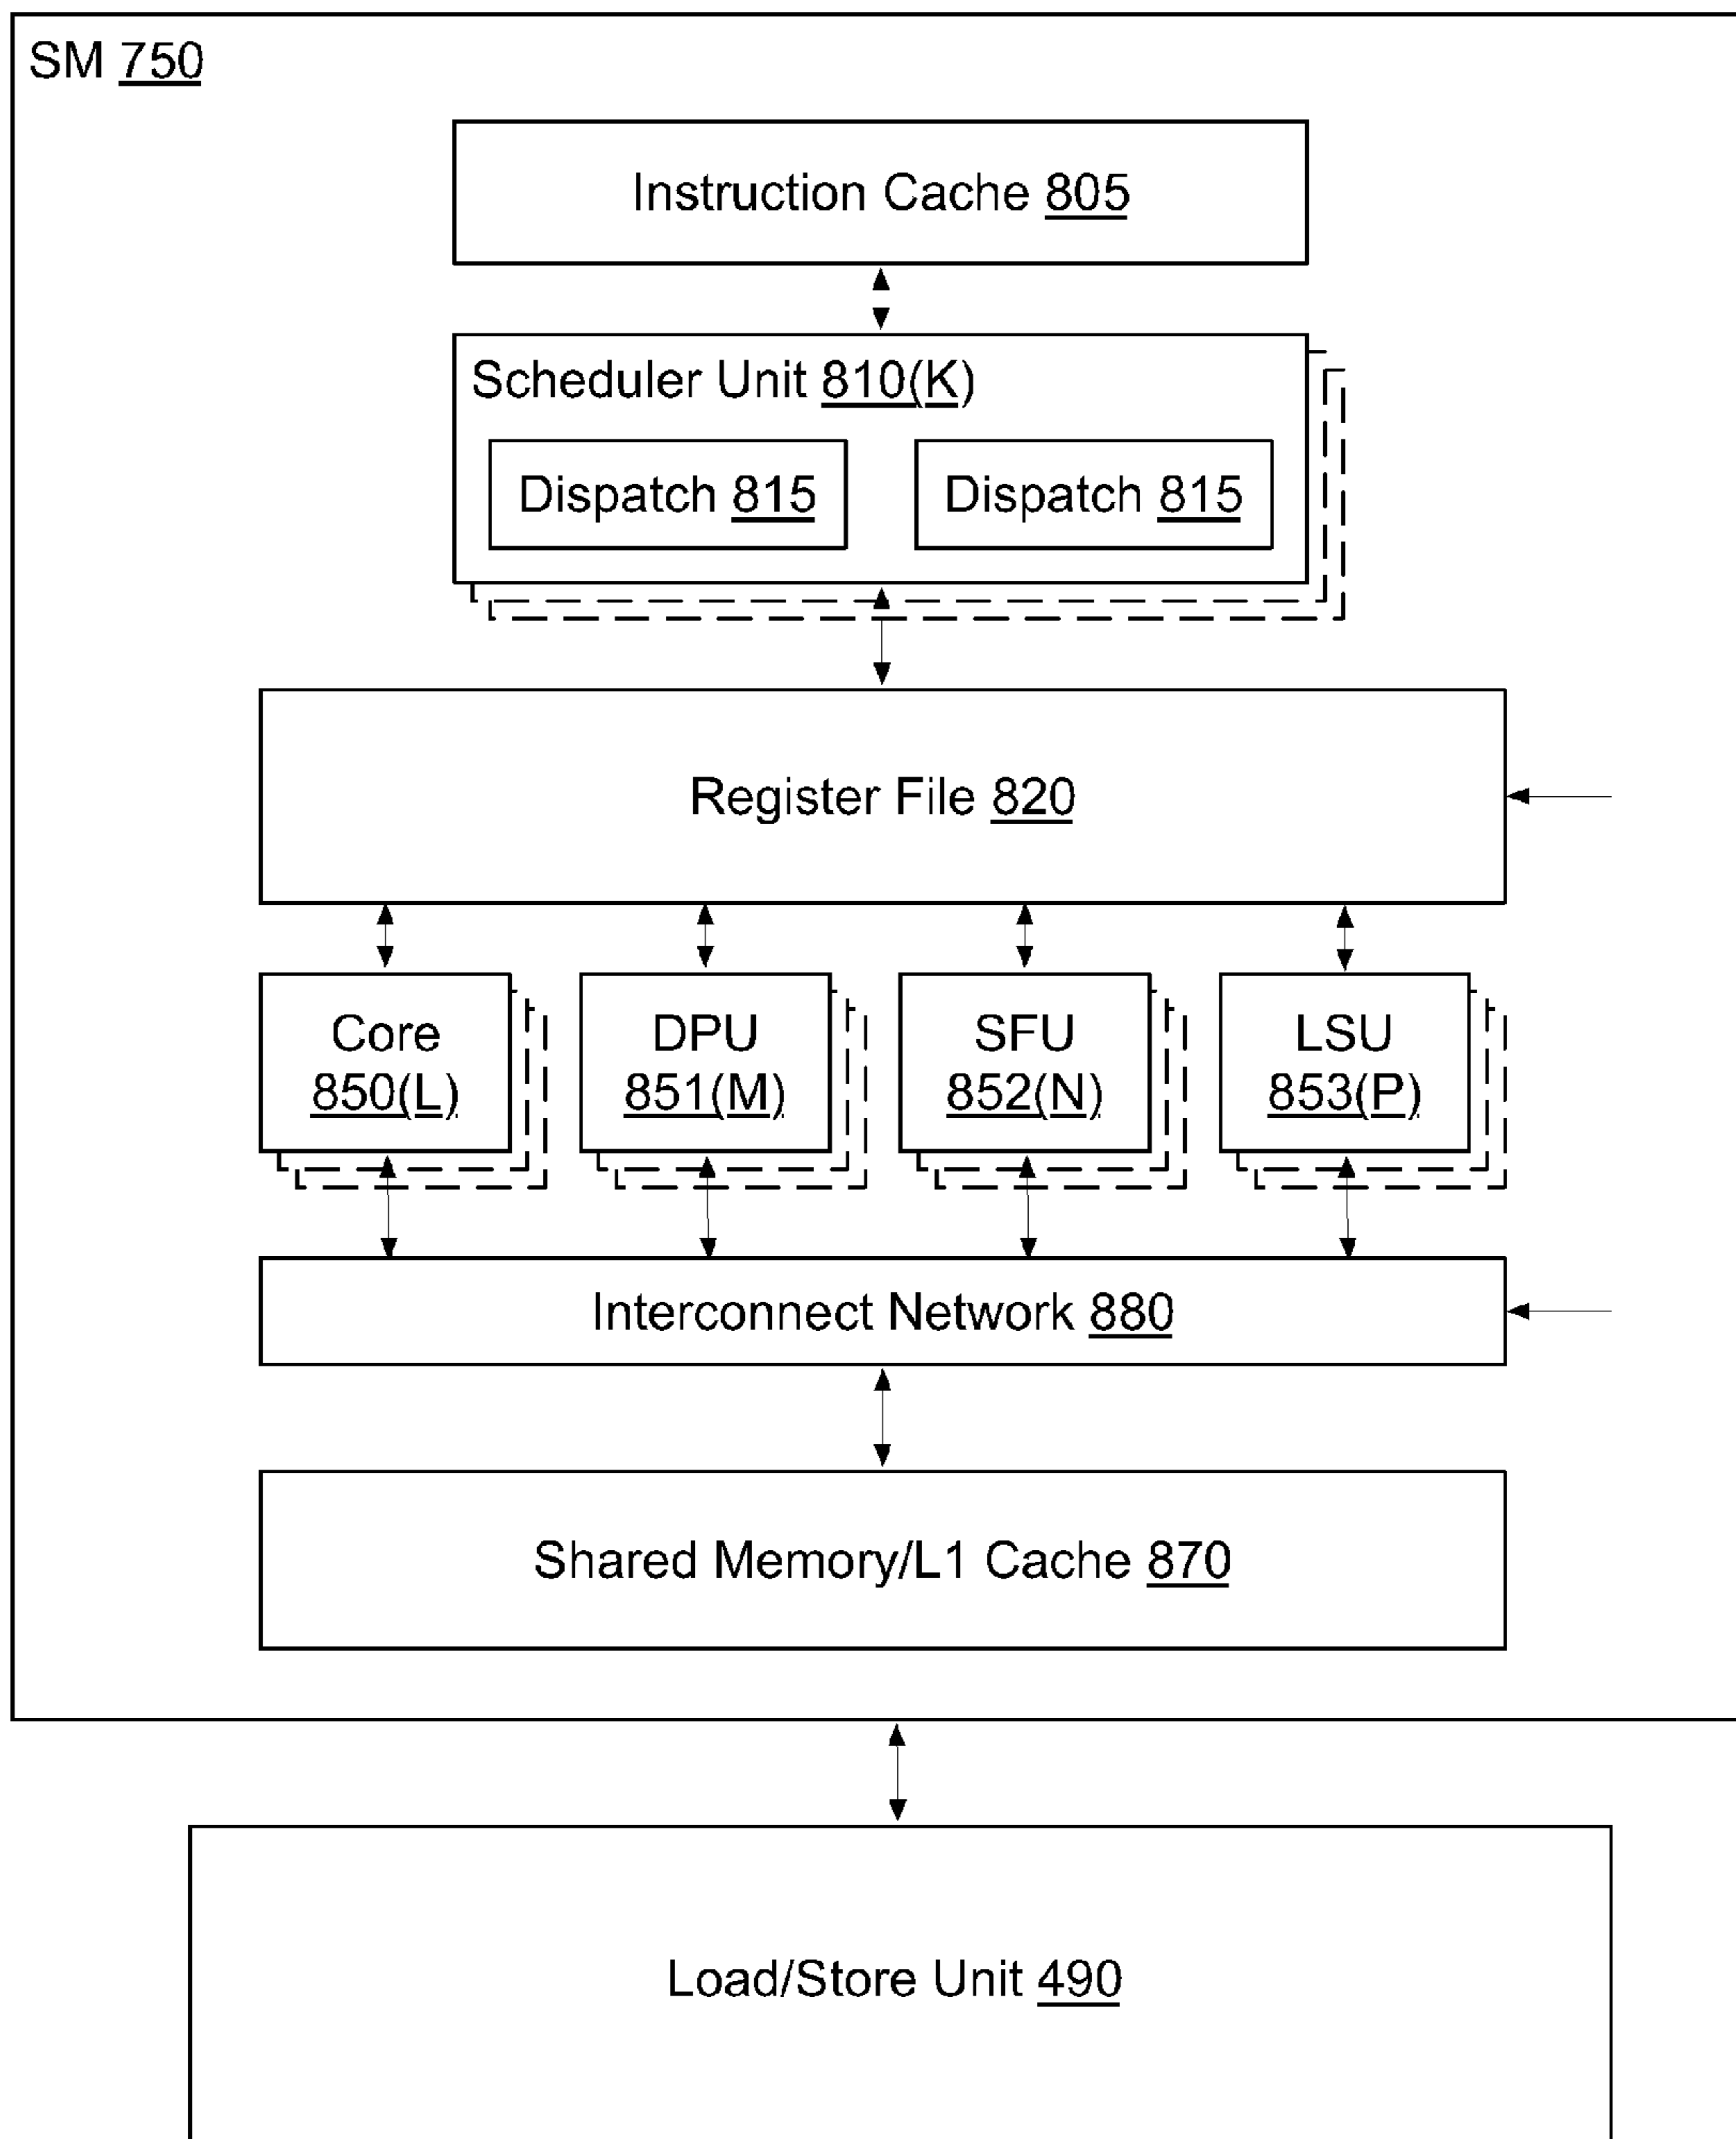 SM 750
Instruction Cache 805
Scheduler Unit 810(K)
Dispatch 815
Dispatch 815
Register File 820
Core
850(L)
DPU
851(M)
SFU
852(N)
LSU
853(P)
Interconnect Network 880
Shared Memory/L1 Cache 870
Load/Store Unit 490